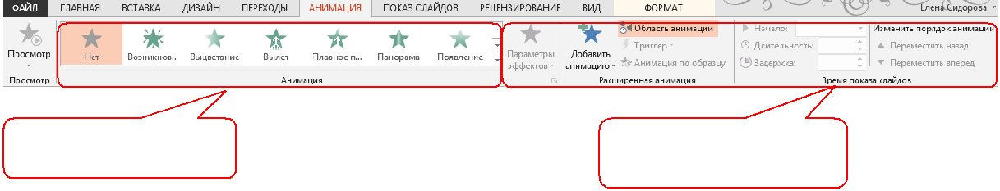 ФАЙЛ ГЛАВНАЯ ВСТАВКА ДИЗАЙН ПЕРЕХОДЫ АНИМАЦИЯ ПОКАЗ СЛАЙДОВ РЕЦЕНЗИРОВАНИЕ ВИД ФОРМАТ Елена Сидорова
Просмотр
Просмотр
Нет Возникнов... Выцветание Вылет Плавное п... Панорама Появление
Анимация
Параметры эффектов
Добавить анимацию
Область анимации
Триггер
Анимация по образцу
Расширенная анимация
Начало:
Длительность:
Задержка:
Изменить порядок анимации
Переместить назад
Переместить вперед
Время показа слайдов